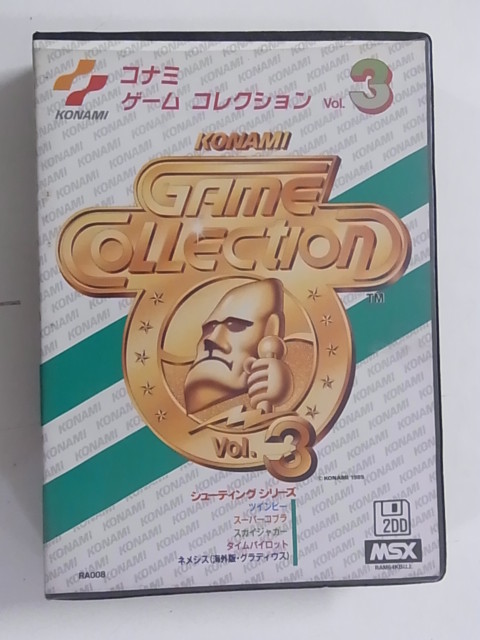 コナミ
ゲーム コレクション Vol. 3
KONAMI
KONAMI
GAME
COLLECTION
TM
Vol. 3
© KONAMI 1989
シューティング シリーズ
ツインビー
スーパーコブラ
スカイジャガー
タイムパイロット
ネメシス(海外版・グラディウス)
2DD
MSX
RA008